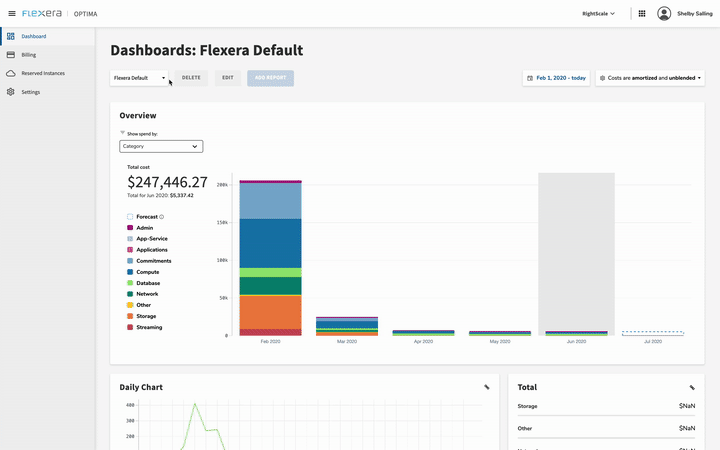 flexera OPTIMA
RightScale
Shelby Salling
Dashboard
Billing
Reserved Instances
Settings
Dashboards: Flexera Default
Flexera Default
DELETE
EDIT
ADD REPORT
Feb 1, 2020 - today
Costs are amortized and unblended
Overview
Show spend by:
Category
Total cost
$247,446.27
Total for Jun 2020: $5,337.42
Forecast
Admin
App-Service
Applications
Commitments
Compute
Database
Network
Other
Storage
Streaming
200k
150k
100k
50k
0
Feb 2020
Mar 2020
Apr 2020
May 2020
Jun 2020
Jul 2020
Daily Chart
400
300
200
Total
Storage $NaN
Other $NaN